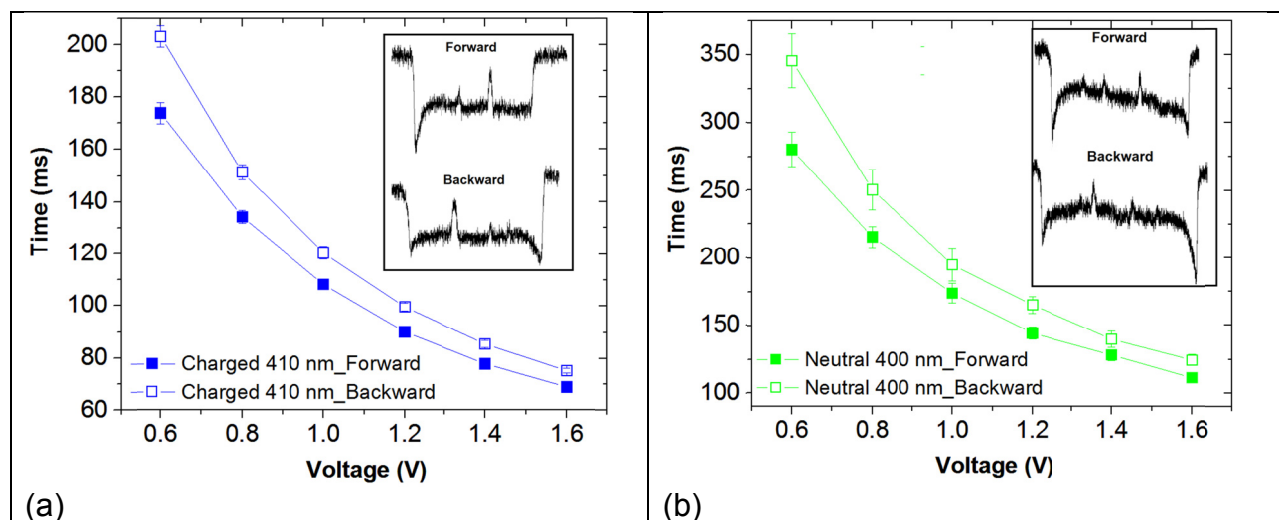 200
180
160
140
120
100
80
60
Time (ms)
0.6 0.8 1.0 1.2 1.4 1.6
Voltage (V)
Forward
Backward
Charged 410 nm_Forward
Charged 410 nm_Backward
(a)
350
300
250
200
150
100
Time (ms)
0.6 0.8 1.0 1.2 1.4 1.6
Voltage (V)
Forward
Backward
Neutral 400 nm_Forward
Neutral 400 nm_Backward
(b)